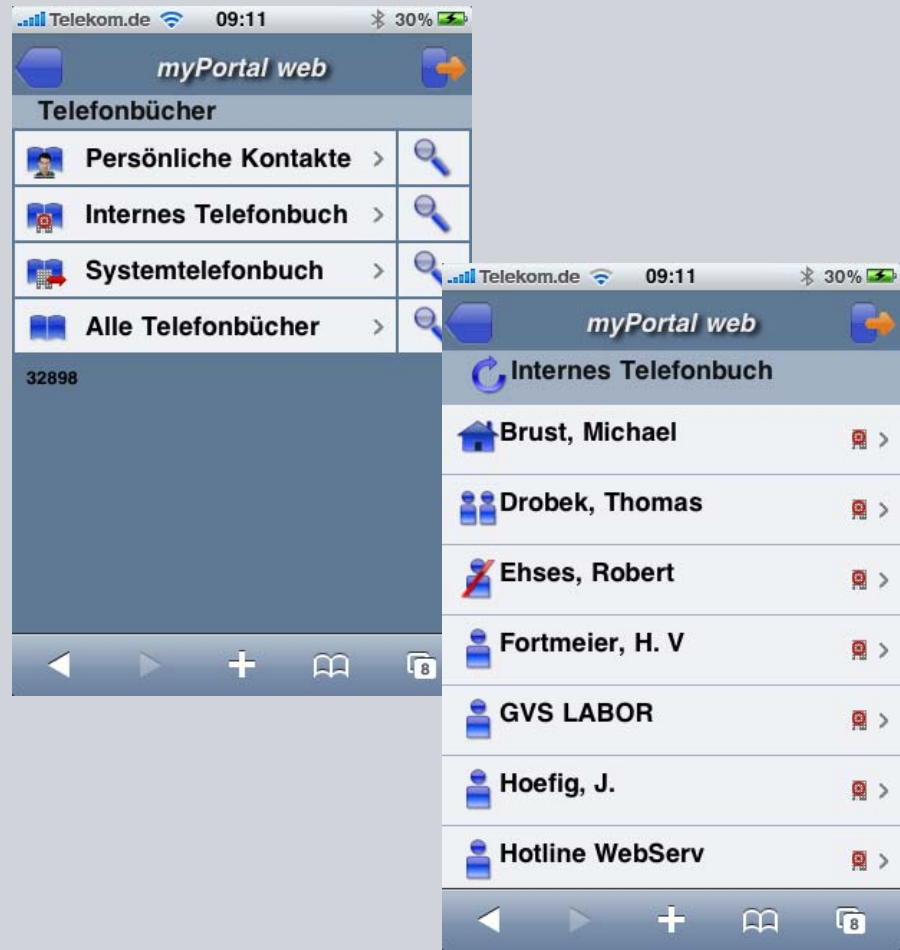 Telekom.de 09:11 30%
myPortal web
Telefonbücher
Persönliche Kontakte
Internes Telefonbuch
Systemtelefonbuch
Alle Telefonbücher
32898
8
Telekom.de 09:11 30%
myPortal web
Internes Telefonbuch
Brust, Michael
Drobek, Thomas
Ehses, Robert
Fortmeier, H. V
GVS LABOR
Hoefig, J.
Hotline WebServ
8